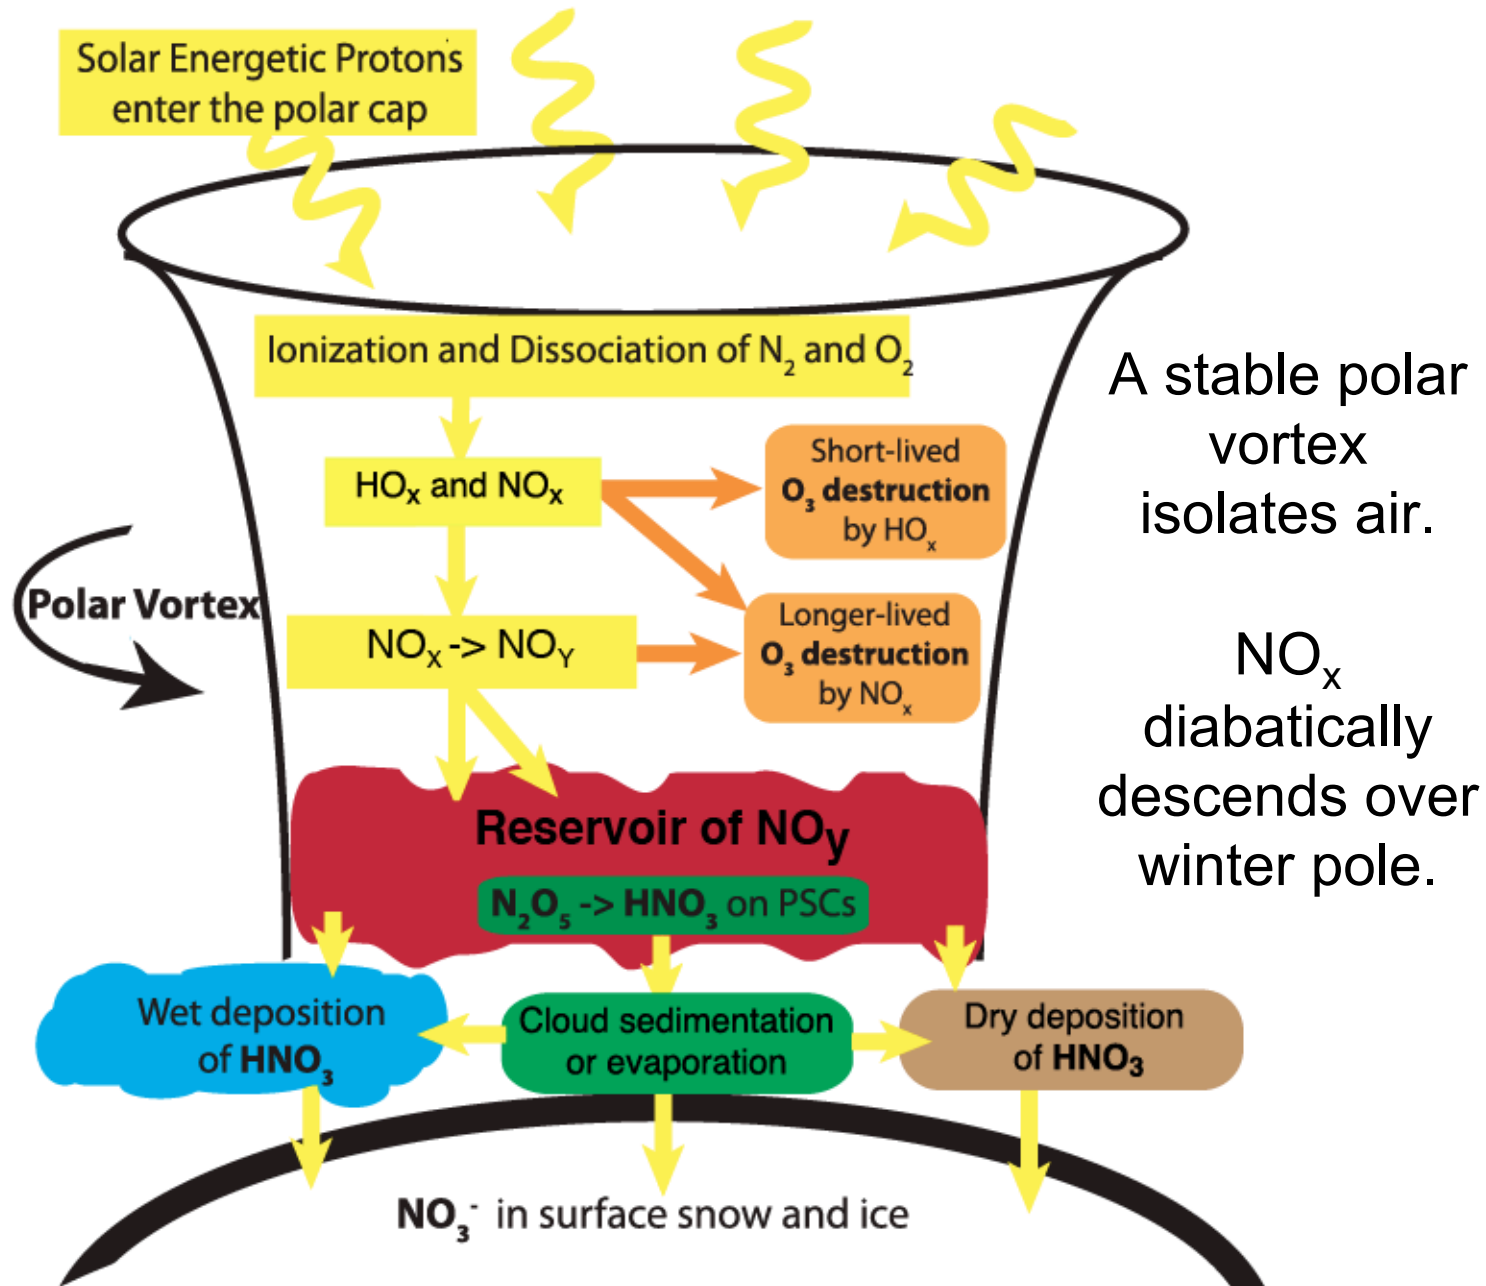 Solar Energetic Protons
enter the polar cap
Ionization and Dissociation of N₂ and O₂
HOₓ and NOₓ
Short-lived
O₃ destruction
by HOₓ
Polar Vortex
NOₓ -> NOY
Longer-lived
O₃ destruction
by NOₓ
Reservoir of NOy
N₂O₅ -> HNO₃ on PSCs
Wet deposition
of HNO₃
Cloud sedimentation
or evaporation
Dry deposition
of HNO₃
NO₃⁻ in surface snow and ice
A stable polar
vortex
isolates air.
NOₓ
diabatically
descends over
winter pole.